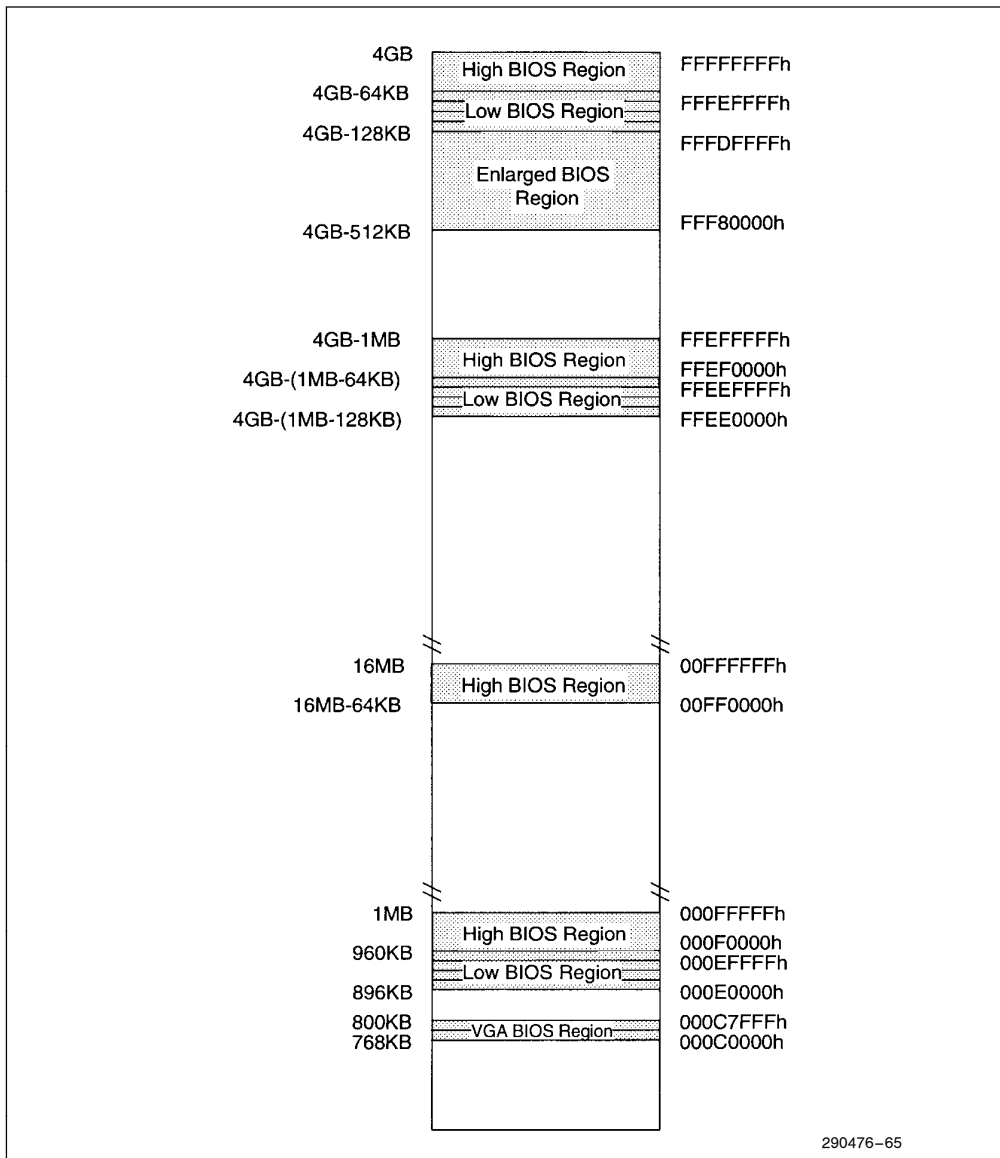 4GB
High BIOS Region
FFFFFFFFh
4GB-64KB
Low BIOS Region
FFFEFFFFh
4GB-128KB
FFFDFFFFh
Enlarged BIOS
Region
4GB-512KB
FFF80000h
4GB-1MB
FFEFFFFFh
High BIOS Region
FFEF0000h
4GB-(1MB-64KB)
FFEEFFFFh
Low BIOS Region
4GB-(1MB-128KB)
FFEE0000h
16MB
00FFFFFFh
High BIOS Region
16MB-64KB
00FF0000h
1MB
000FFFFFh
High BIOS Region
000F0000h
960KB
000EFFFFh
Low BIOS Region
896KB
000E0000h
800KB
000C7FFFh
VGA BIOS Region
768KB
000C0000h
290476-65